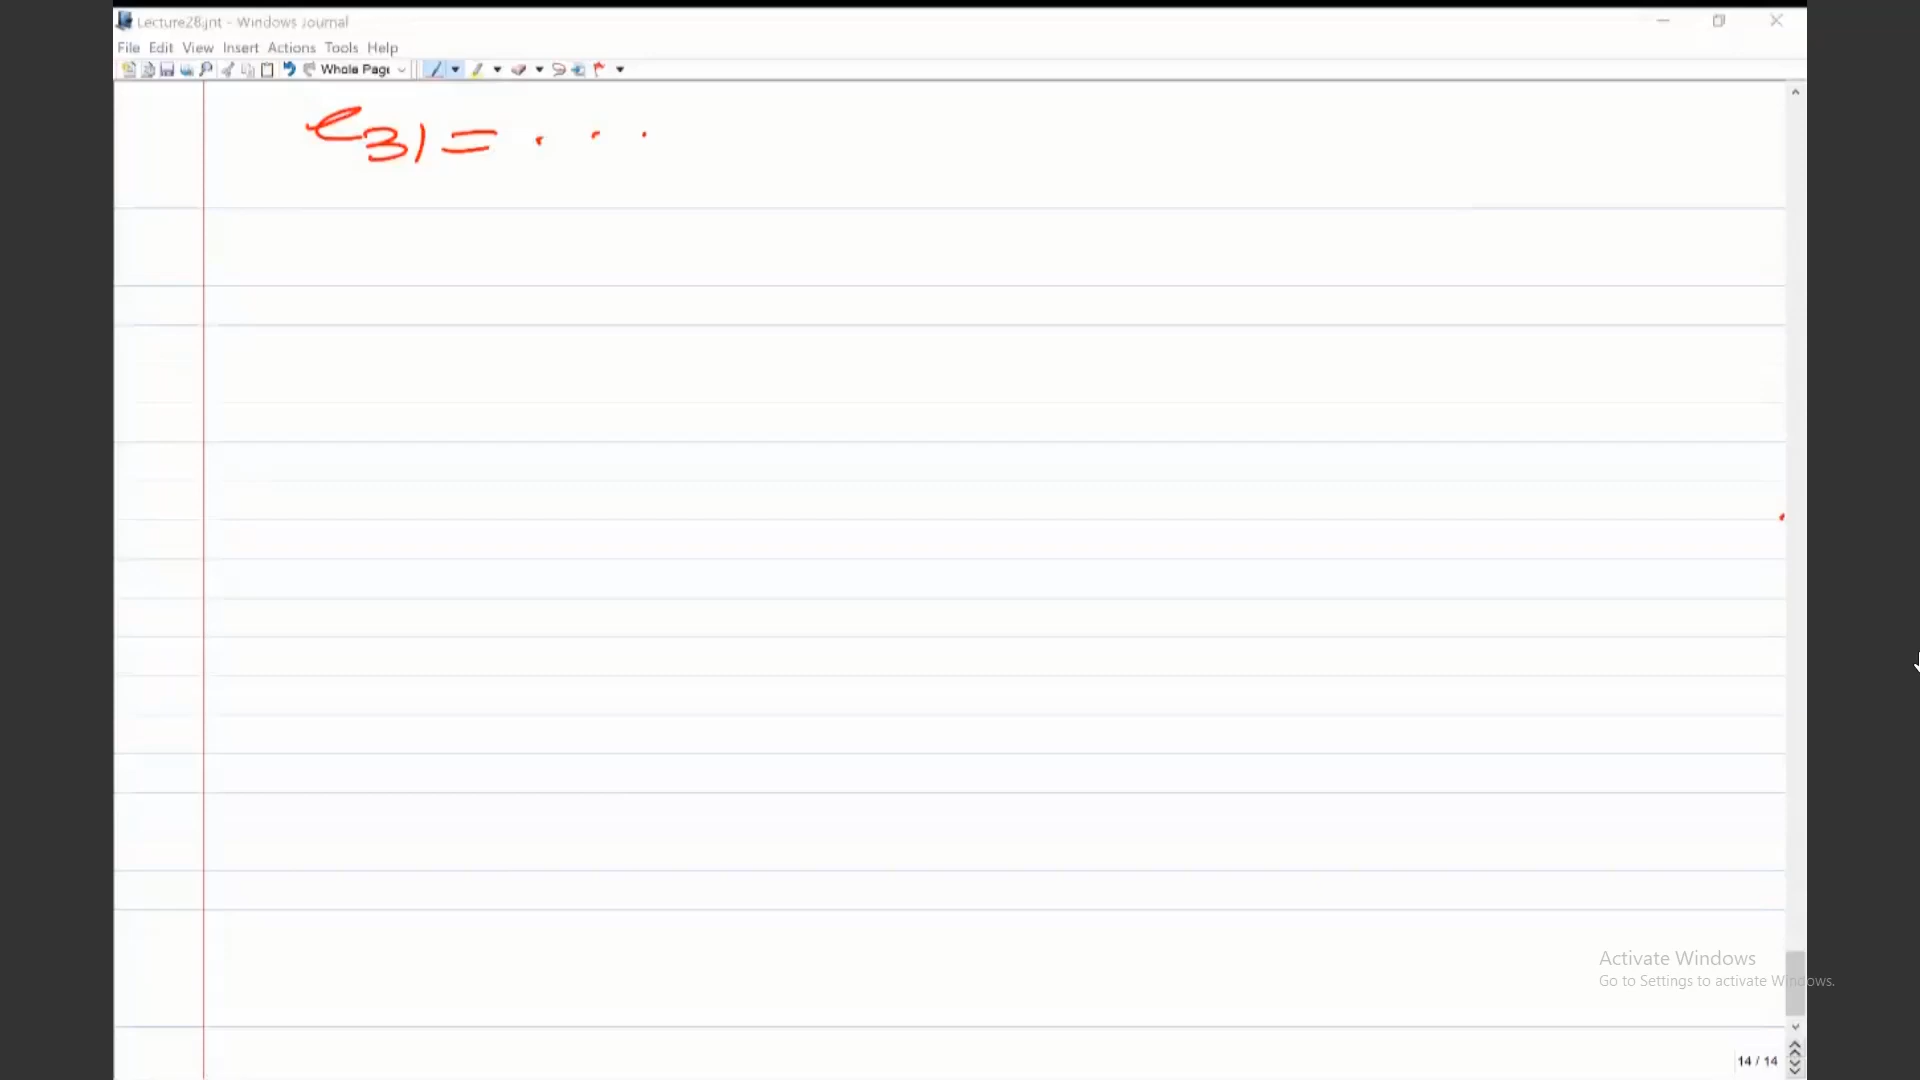 Lecture28.jnt - Windows Journal
File Edit View Insert Actions Tools Help
Whole Page
e31 = . . .
Activate Windows
Go to Settings to activate Windows.
14 / 14